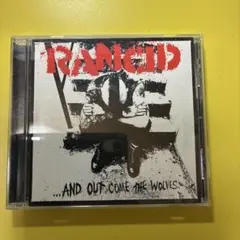 RANCID
...AND OUT COME THE WOLVES